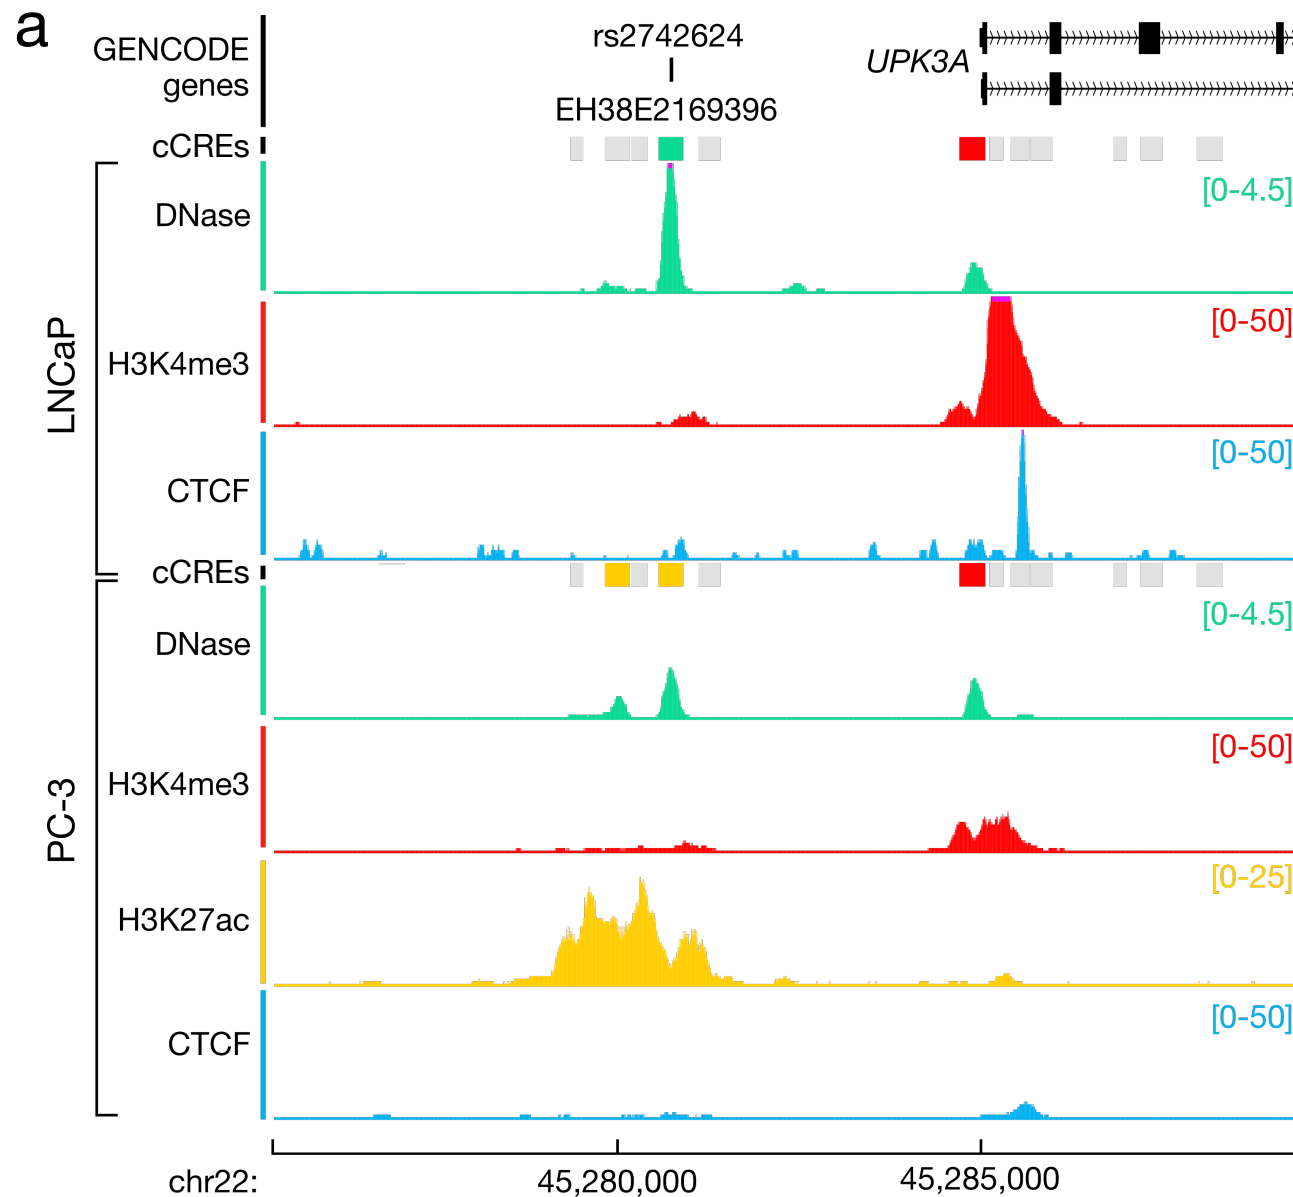 a
GENCODE
genes
rs2742624
EH38E2169396
UPK3A
cCREs
LNCaP
DNase
[0-4.5]
H3K4me3
[0-50]
CTCF
[0-50]
cCREs
PC-3
DNase
[0-4.5]
H3K4me3
[0-50]
H3K27ac
[0-25]
CTCF
[0-50]
chr22:
45,280,000
45,285,000